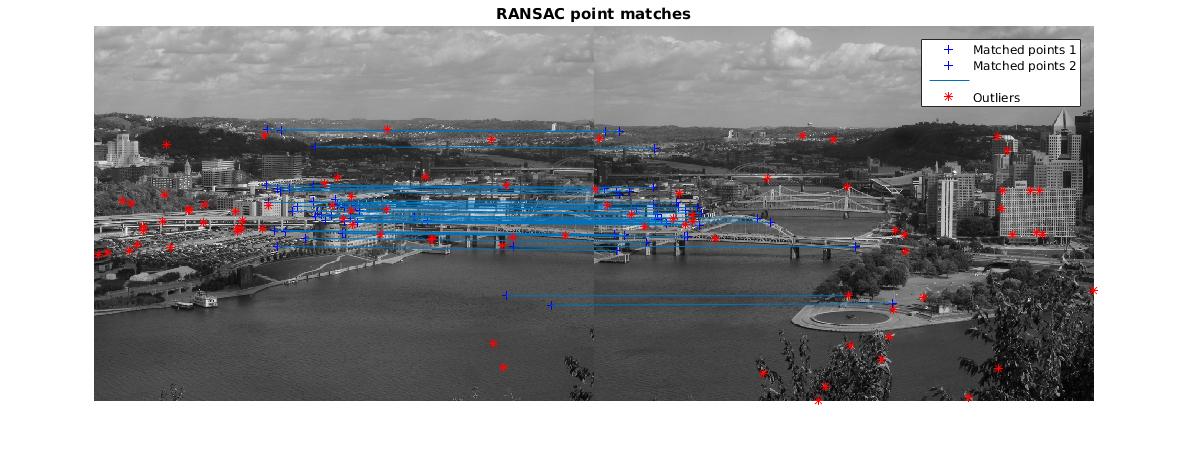 RANSAC point matches
Matched points 1
Matched points 2
Outliers